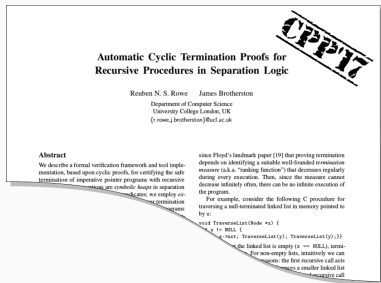 CPP'17
Automatic Cyclic Termination Proofs for
Recursive Procedures in Separation Logic
Reuben N. S. Rowe James Brotherston
Department of Computer Science
University College London, UK
{r.rowe,j.brotherston}@ucl.ac.uk
Abstract
We describe a formal verification framework and tool imple-
mentation, based upon cyclic proofs, for certifying the safe
termination of imperative pointer programs with recursive
are symbolic heaps in separation
we employ ex-
termination
programs
since Floyd's landmark paper [19] that proving termination
depends on identifying a suitable well-founded termination
measure (a.k.a. "ranking function") that decreases regularly
during every execution. Then, since the measure cannot
decrease infinitely often, there can be no infinite execution of
the program.
For example, consider the following C procedure for
traversing a null-terminated linked list in memory pointed to
by x:
void TraverseList(Node *x) {
x != NULL) {
TraverseList(y); TraverseList(y);}}
the linked list is empty (x == NULL), termi-
For non-empty lists, intuitively we can
the first recursive call acts
a smaller linked list
recursive call